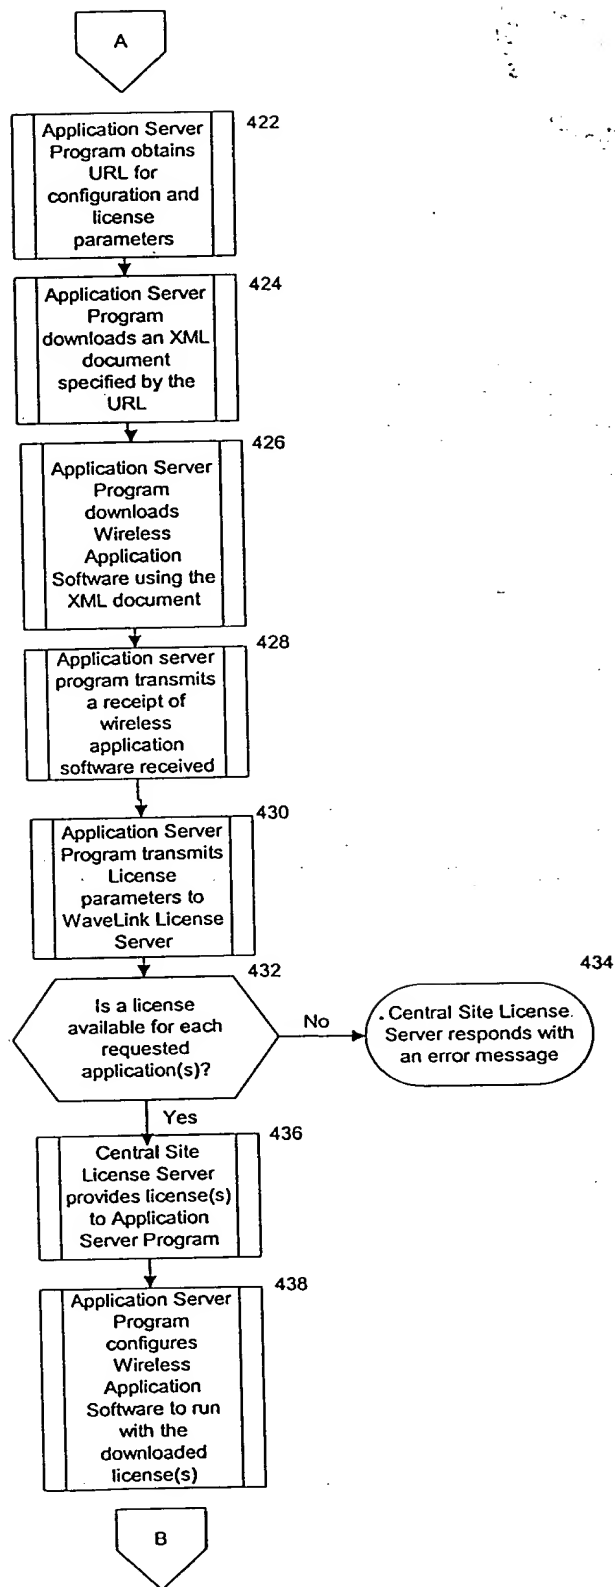 A
422
Application Server
Program obtains
URL for
configuration and
license
parameters
424
Application Server
Program
downloads an XML
document
specified by the
URL
426
Application Server
Program
downloads
Wireless
Application
Software using the
XML document
428
Application server
program transmits
a receipt of
wireless
application
software received
430
Application Server
Program transmits
License
parameters to
WaveLink License
Server
432
Is a license
available for each
requested
application(s)?
No
434
Central Site License
Server responds with
an error message
Yes
436
Central Site
License Server
provides license(s)
to Application
Server Program
438
Application Server
Program
configures
Wireless
Application
Software to run
with the
downloaded
license(s)
B